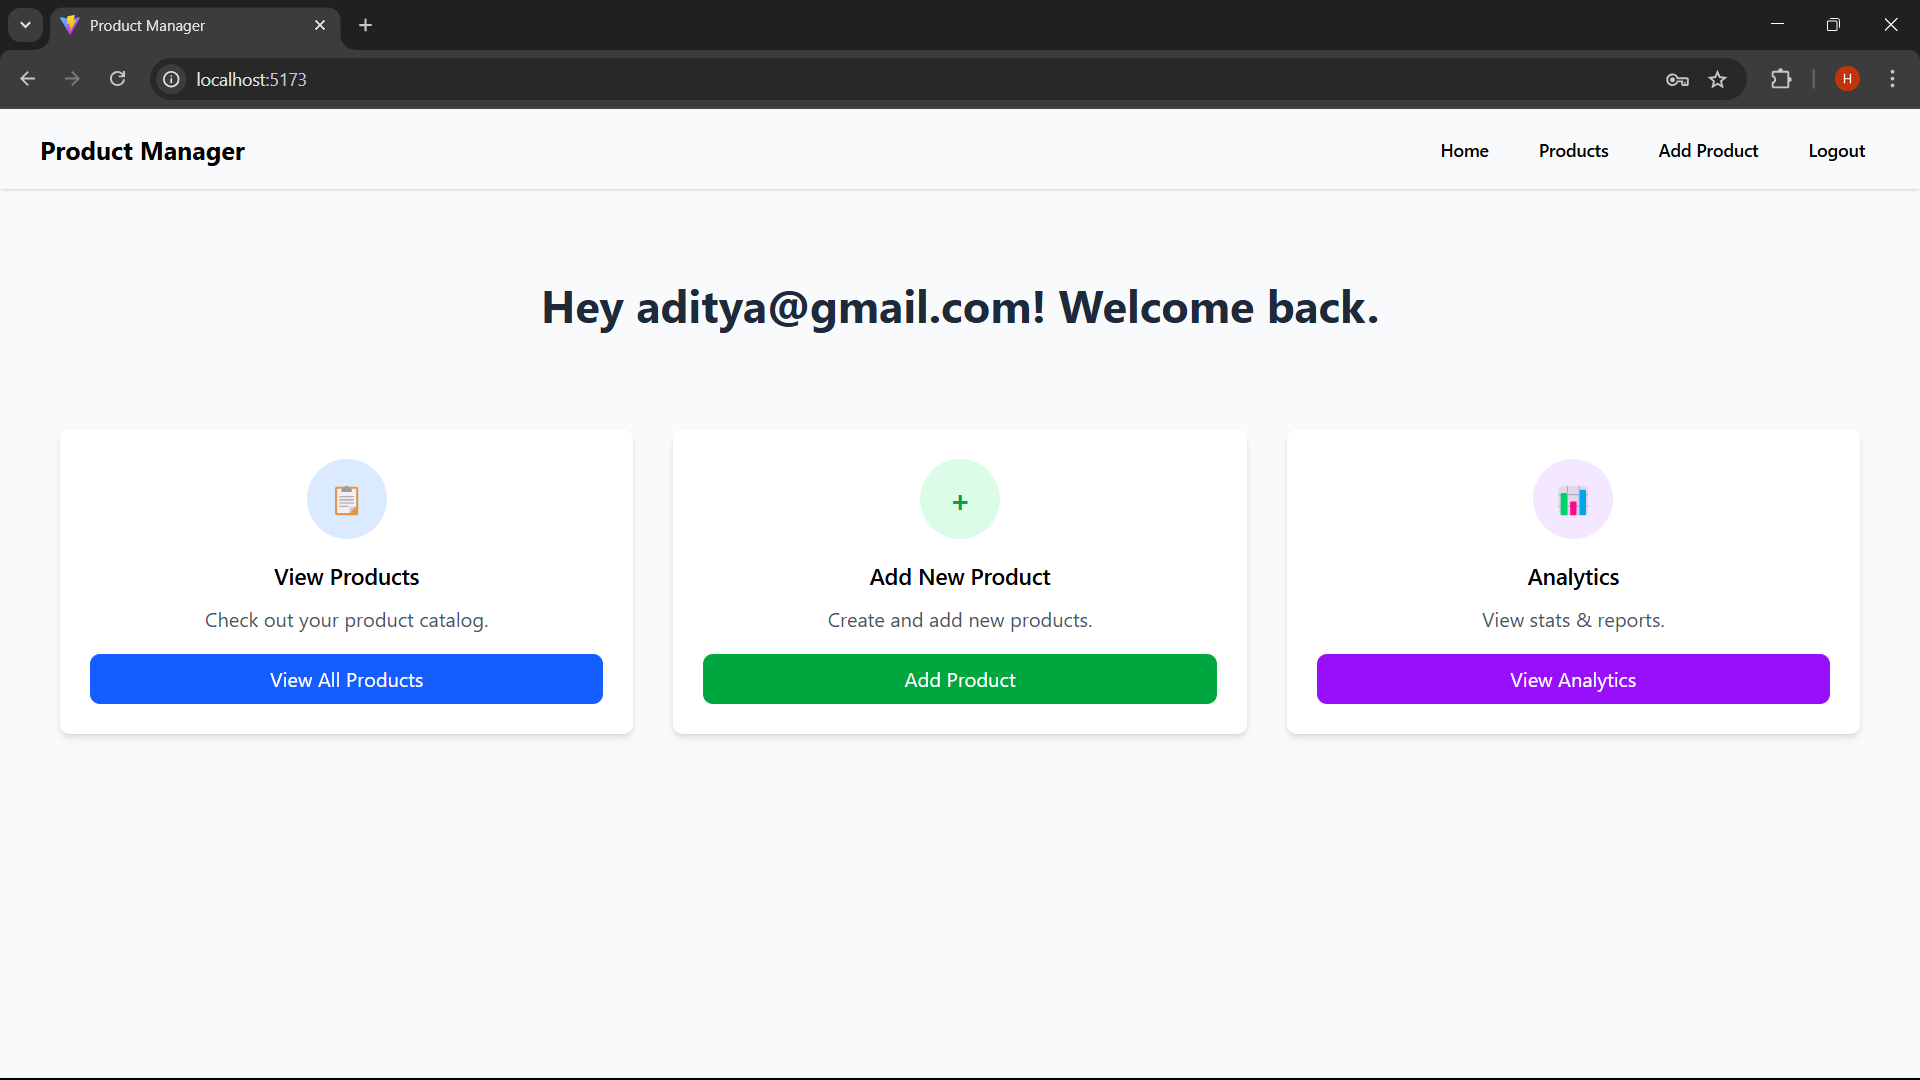 Product Manager
localhost:5173
H
Product Manager
Home Products Add Product Logout
Hey aditya@gmail.com! Welcome back.
View Products
Check out your product catalog.
View All Products
+
Add New Product
Create and add new products.
Add Product
Analytics
View stats & reports.
View Analytics